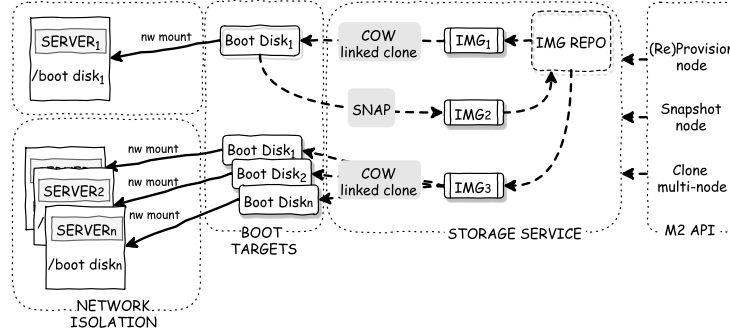 SERVER1
/boot disk1
nw mount
Boot Disk1
COW
linked clone
IMG1
IMG REPO
(Re)Provision
node
SNAP
IMG2
Snapshot
node
Boot Disk1
nw mount
Boot Disk2
nw mount
SERVER2
Boot Diskn
nw mount
SERVERn
/boot diskn
COW
linked clone
IMG3
Clone
multi-node
BOOT
TARGETS
STORAGE SERVICE
M2 API
NETWORK
ISOLATION